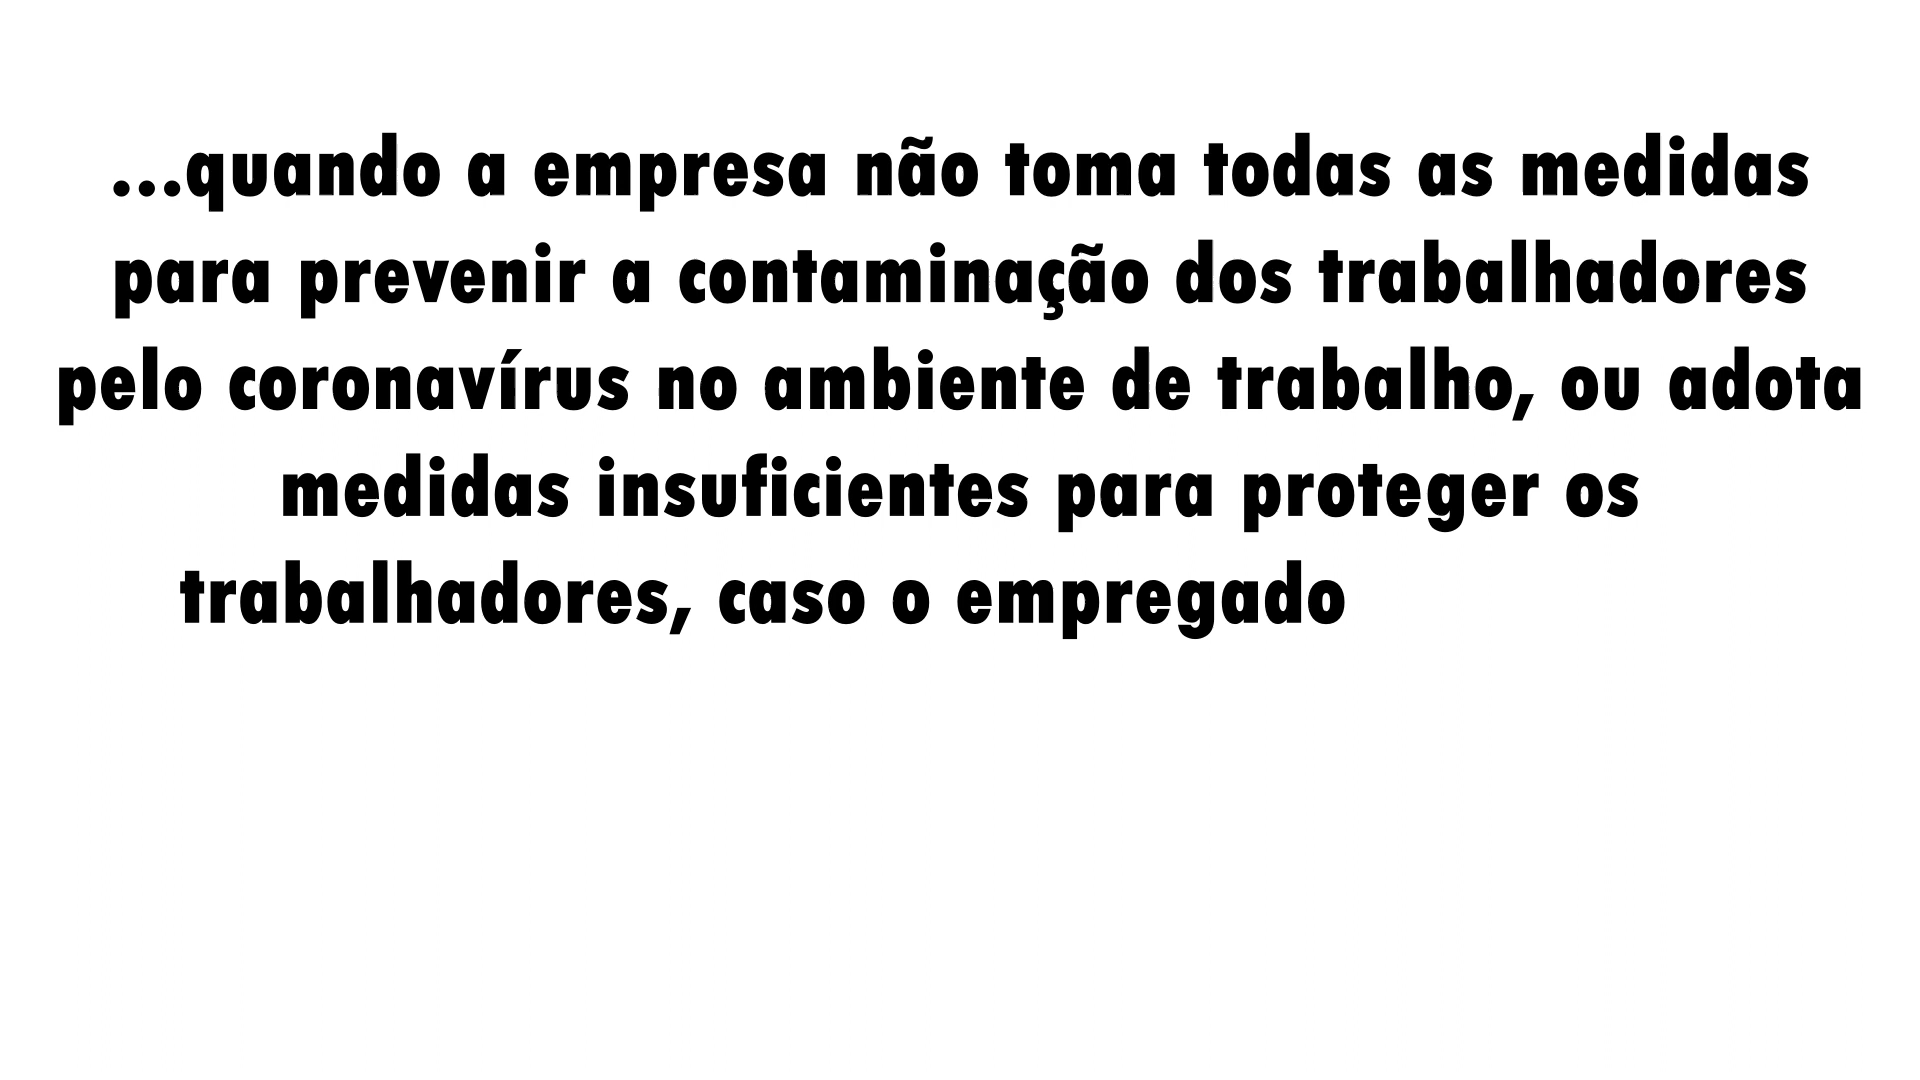 ...quando a empresa não toma todas as medidas
para prevenir a contaminação dos trabalhadores
pelo coronavírus no ambiente de trabalho, ou adota
medidas insuficientes para proteger os
trabalhadores, caso o empregado